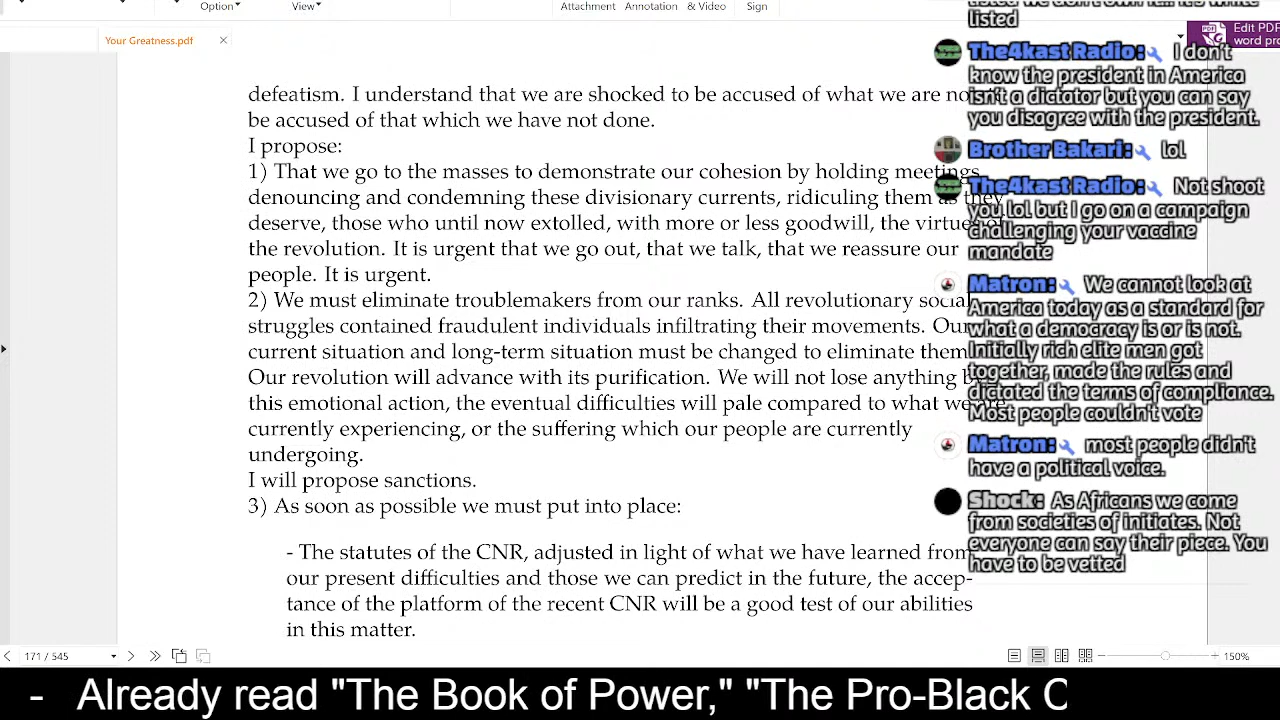 Option
View
Attachment Annotation & Video
Sign
Your Greatness.pdf
Edit PDF
defeatism. I understand that we are shocked to be accused of what we are
be accused of that which we have not done.
I propose:
1) That we go to the masses to demonstrate our cohesion by holding meetings
denouncing and condemning these divisionary currents, ridiculing them as they
deserve, those who until now extolled, with more or less goodwill, the virtues of
the revolution. It is urgent that we go out, that we talk, that we reassure our
people. It is urgent.
2) We must eliminate troublemakers from our ranks. All revolutionary social
struggles contained fraudulent individuals infiltrating their movements. Our
current situation and long-term situation must be changed to eliminate them
Our revolution will advance with its purification. We will not lose anything by
this emotional action, the eventual difficulties will pale compared to what we are
currently experiencing, or the suffering which our people are currently
undergoing.
I will propose sanctions.
3) As soon as possible we must put into place:
- The statutes of the CNR, adjusted in light of what we have learned from
our present difficulties and those we can predict in the future, the accep-
tance of the platform of the recent CNR will be a good test of our abilities
in this matter.
171 / 545
150%
listed
The4kast Radio: I don't
know the president in America
isn't a dictator but you can say
you disagree with the president.
Brother Bakari: lol
The4kast Radio: Not shoot
you lol but I go on a campaign
challenging your vaccine
mandate
Matron: We cannot look at
America today as a standard for
what a democracy is or is not.
Initially rich elite men got
together, made the rules and
dictated the terms of compliance.
Most people couldn't vote
Matron: most people didn't
have a political voice.
Shock: As Africans we come
from societies of initiates. Not
everyone can say their piece. You
have to be vetted
- Already read "The Book of Power," "The Pro-Black